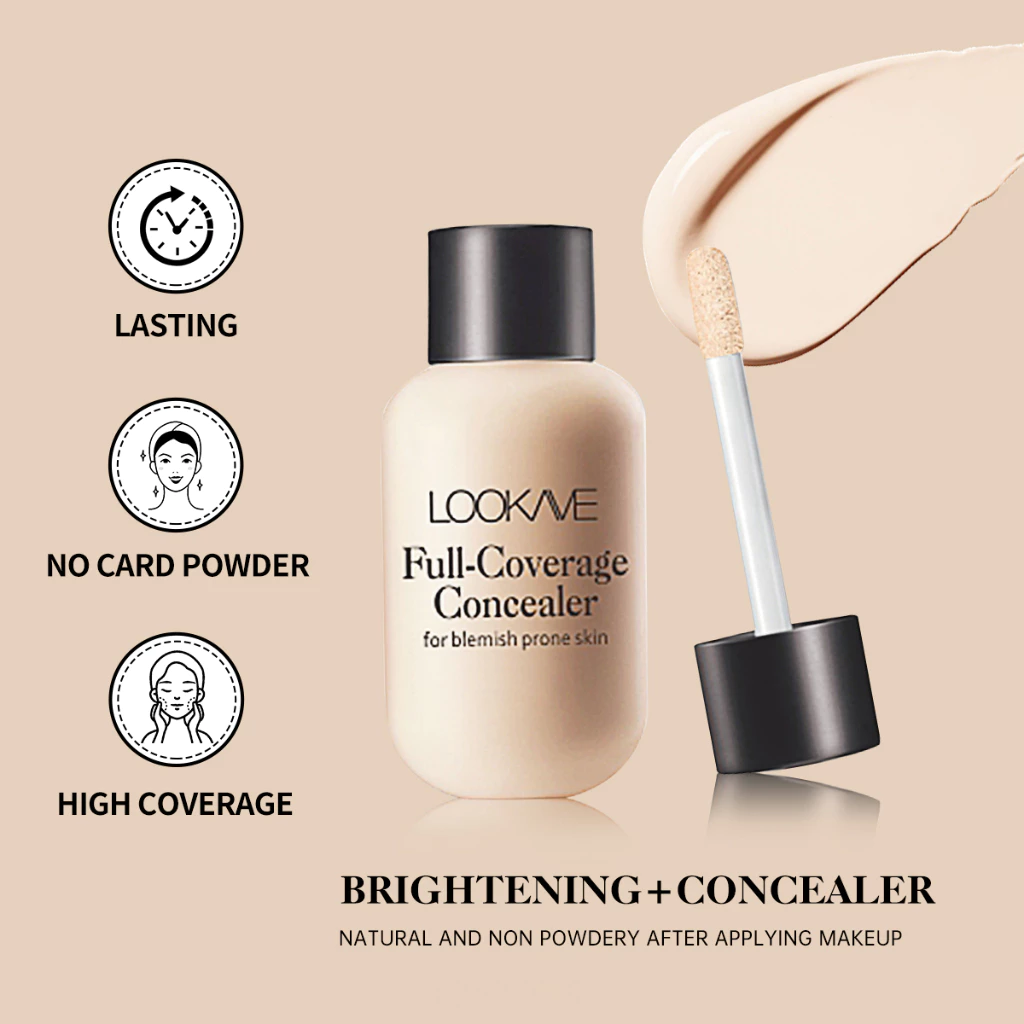 LASTING
NO CARD POWDER
HIGH COVERAGE
LOOKAVE
Full-Coverage
Concealer
for blemish prone skin
BRIGHTENING+CONCEALER
NATURAL AND NON POWDERY AFTER APPLYING MAKEUP